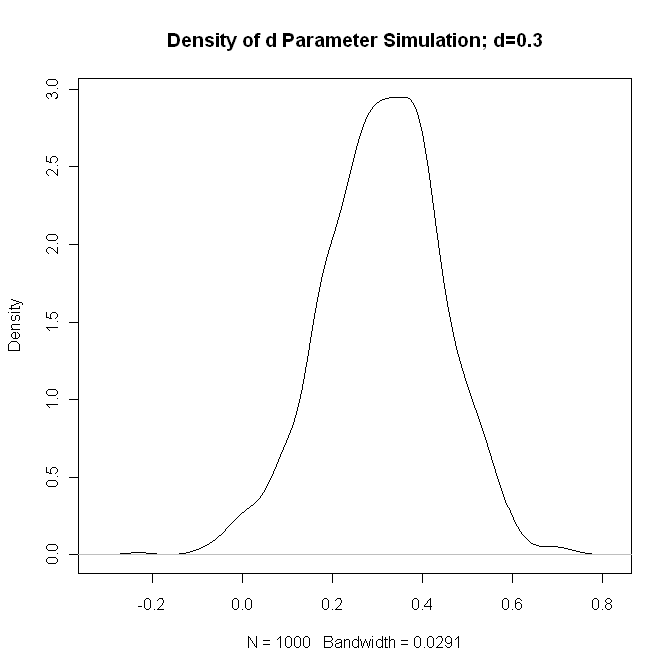 Density of d Parameter Simulation; d=0.3
Density
3.0
2.5
2.0
1.5
1.0
0.5
0.0
-0.2 0.0 0.2 0.4 0.6 0.8
N = 1000 Bandwidth = 0.0291